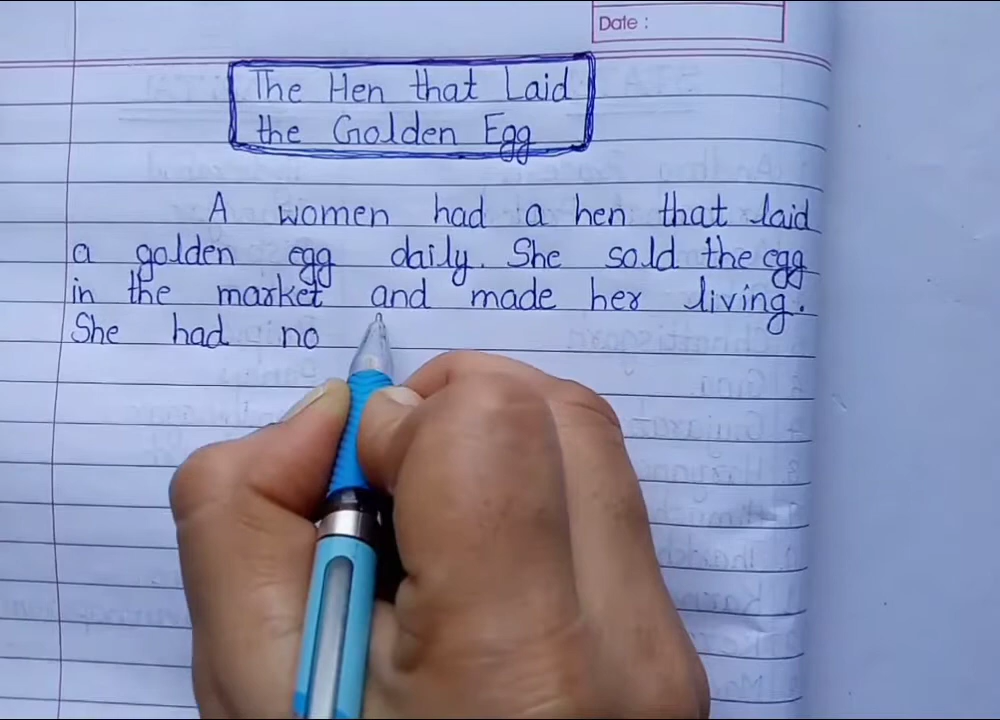 Date :
The Hen that Laid
the Golden Egg
A women had a hen that laid
a golden egg daily. She sold the egg
in the market and made her living.
She had no